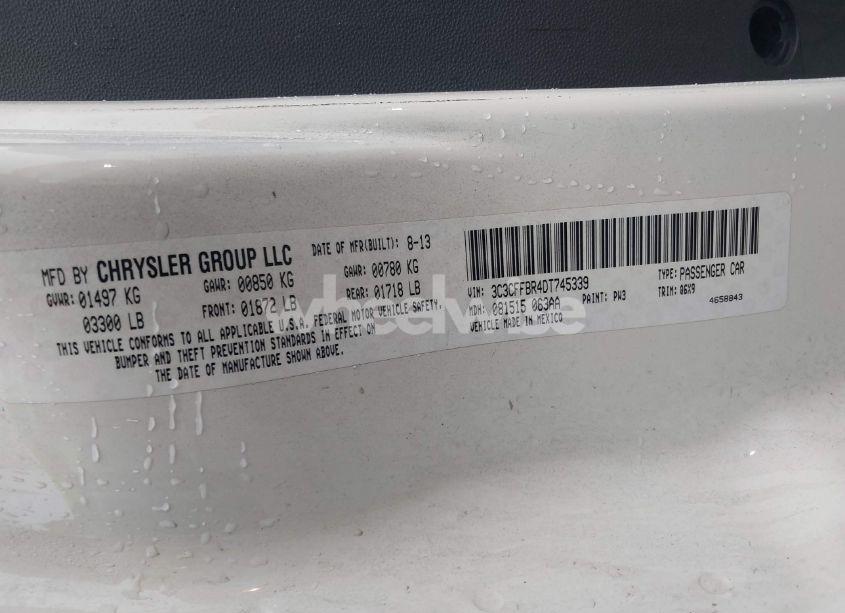 MFD BY CHRYSLER GROUP LLC
DATE OF MFR(BUILT): 8-13
GVWR: 01497 KG
GAWR: 00850 KG
GAWR: 00780 KG
03300 LB
FRONT: 01872 LB
REAR: 01718 LB
THIS VEHICLE CONFORMS TO ALL APPLICABLE U.S.A. FEDERAL MOTOR VEHICLE SAFETY,
BUMPER AND THEFT PREVENTION STANDARDS IN EFFECT ON
THE DATE OF MANUFACTURE SHOWN ABOVE.
VIN: 3C3CFFBR4DT745339
TYPE: PASSENGER CAR
MDH: 081515 063AA
PAINT: PW3
TRIM: A6X9
VEHICLE MADE IN MEXICO
4658843